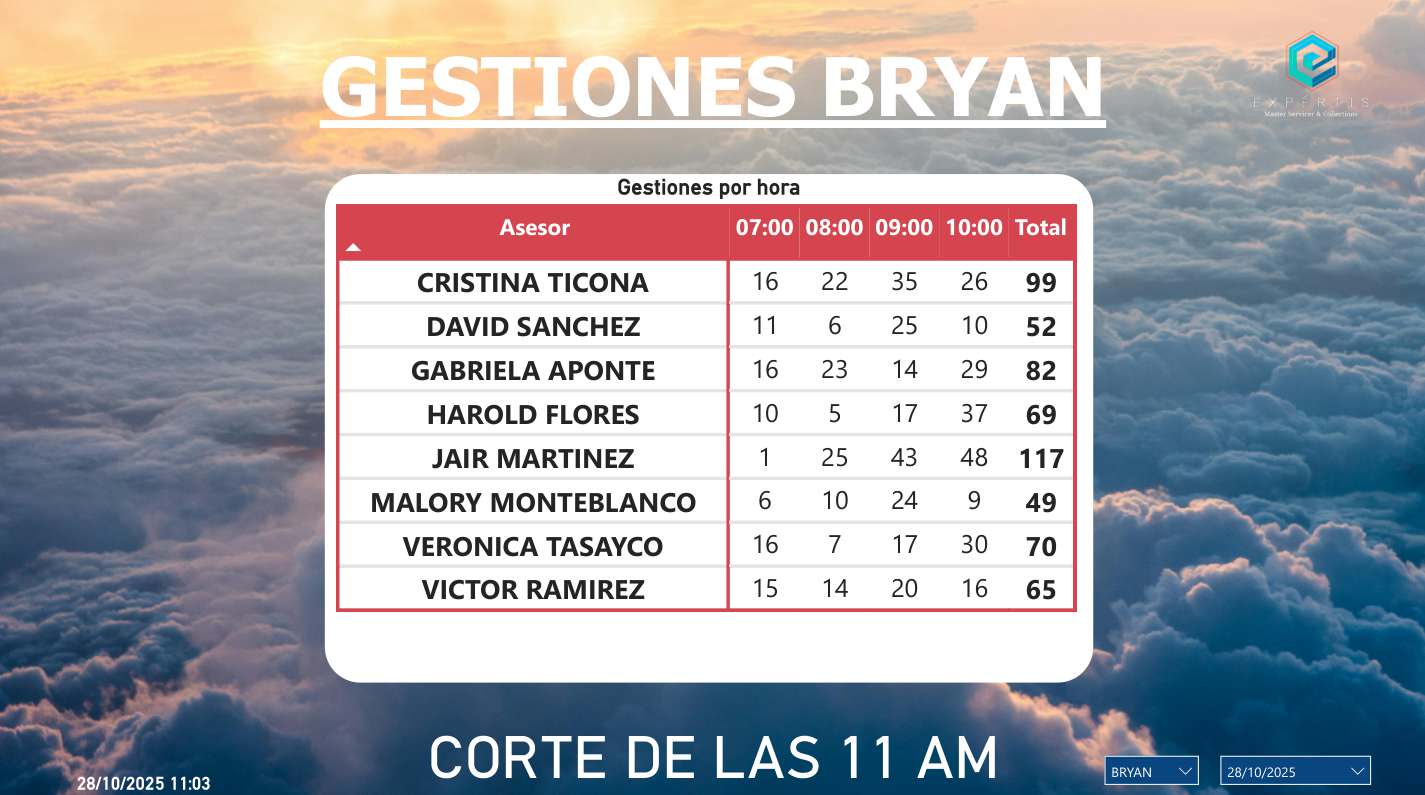 GESTIONES BRYAN
EXPERTIS
Master Servicer & Collections
Gestiones por hora
Asesor 07:00 08:00 09:00 10:00 Total
CRISTINA TICONA 16 22 35 26 99
DAVID SANCHEZ 11 6 25 10 52
GABRIELA APONTE 16 23 14 29 82
HAROLD FLORES 10 5 17 37 69
JAIR MARTINEZ 1 25 43 48 117
MALORY MONTEBLANCO 6 10 24 9 49
VERONICA TASAYCO 16 7 17 30 70
VICTOR RAMIREZ 15 14 20 16 65
CORTE DE LAS 11 AM
28/10/2025 11:03
BRYAN
28/10/2025